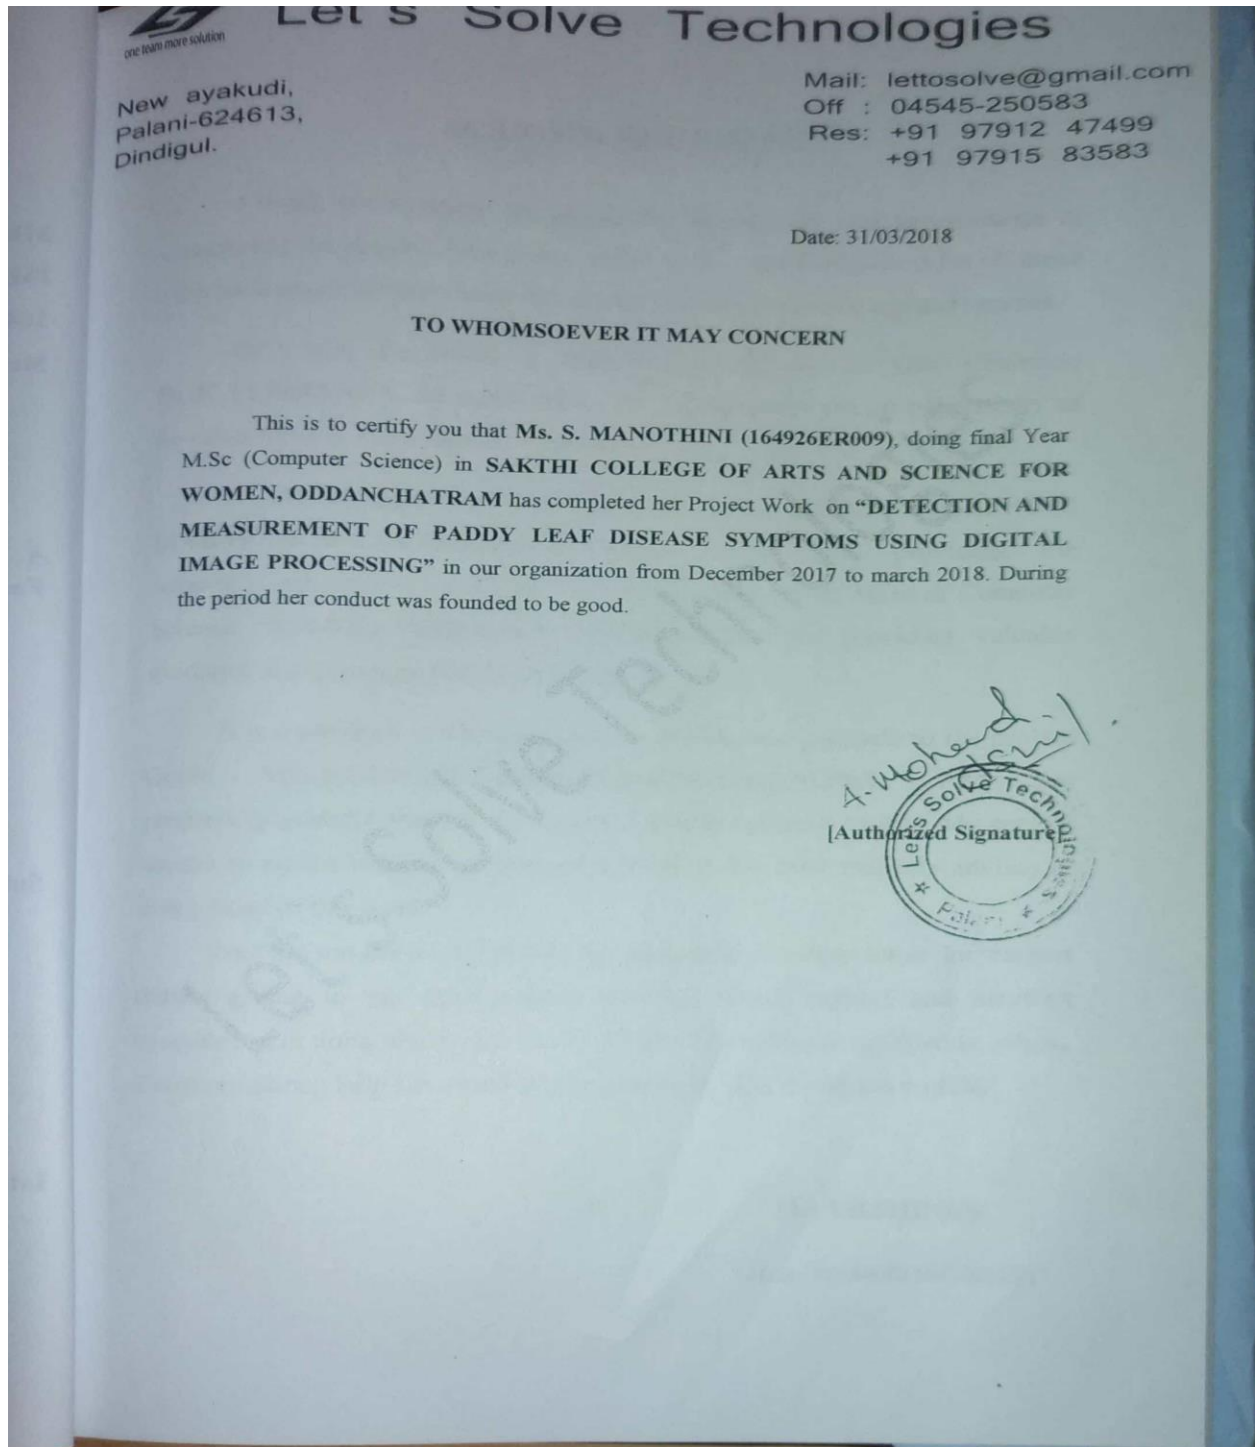 Let's Solve Technologies
one team more solution
New ayakudi,
Palani-624613,
Dindigul.
Mail: lettosolve@gmail.com
Off : 04545-250583
Res: +91 97912 47499
+91 97915 83583
Date: 31/03/2018
TO WHOMSOEVER IT MAY CONCERN
This is to certify you that Ms. S. MANOTHINI (164926ER009), doing final Year
M.Sc (Computer Science) in SAKTHI COLLEGE OF ARTS AND SCIENCE FOR
WOMEN, ODDANCHATRAM has completed her Project Work on “DETECTION AND
MEASUREMENT OF PADDY LEAF DISEASE SYMPTOMS USING DIGITAL
IMAGE PROCESSING” in our organization from December 2017 to march 2018. During
the period her conduct was founded to be good.
Let's Solve Technologies
A. Mohamd
[Authorized Signature]
Let's Solve Technologies
Palani